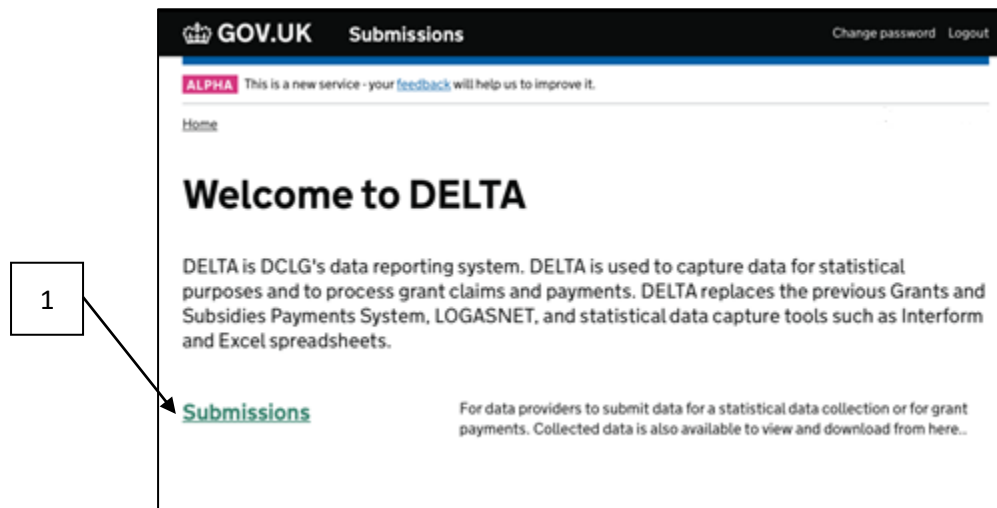 GOV.UK Submissions Change password Logout
ALPHA This is a new service - your feedback will help us to improve it.
Home
Welcome to DELTA
DELTA is DCLG's data reporting system. DELTA is used to capture data for statistical
purposes and to process grant claims and payments. DELTA replaces the previous Grants and
Subsidies Payments System, LOGASNET, and statistical data capture tools such as Interform
and Excel spreadsheets.
1
Submissions
For data providers to submit data for a statistical data collection or for grant
payments. Collected data is also available to view and download from here..